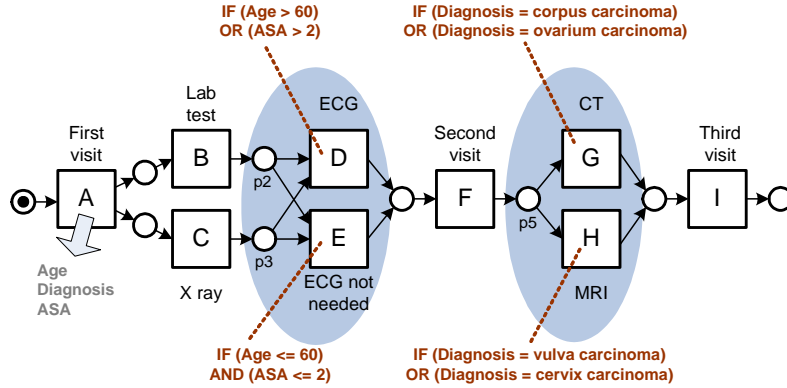 IF (Age > 60)
OR (ASA > 2)
IF (Diagnosis = corpus carcinoma)
OR (Diagnosis = ovarium carcinoma)
First
visit
Lab
test
ECG
Second
visit
CT
Third
visit
A
B
C
p2
p3
D
E
F
p5
G
H
I
Age
Diagnosis
ASA
X ray
ECG not
needed
MRI
IF (Age <= 60)
AND (ASA <= 2)
IF (Diagnosis = vulva carcinoma)
OR (Diagnosis = cervix carcinoma)